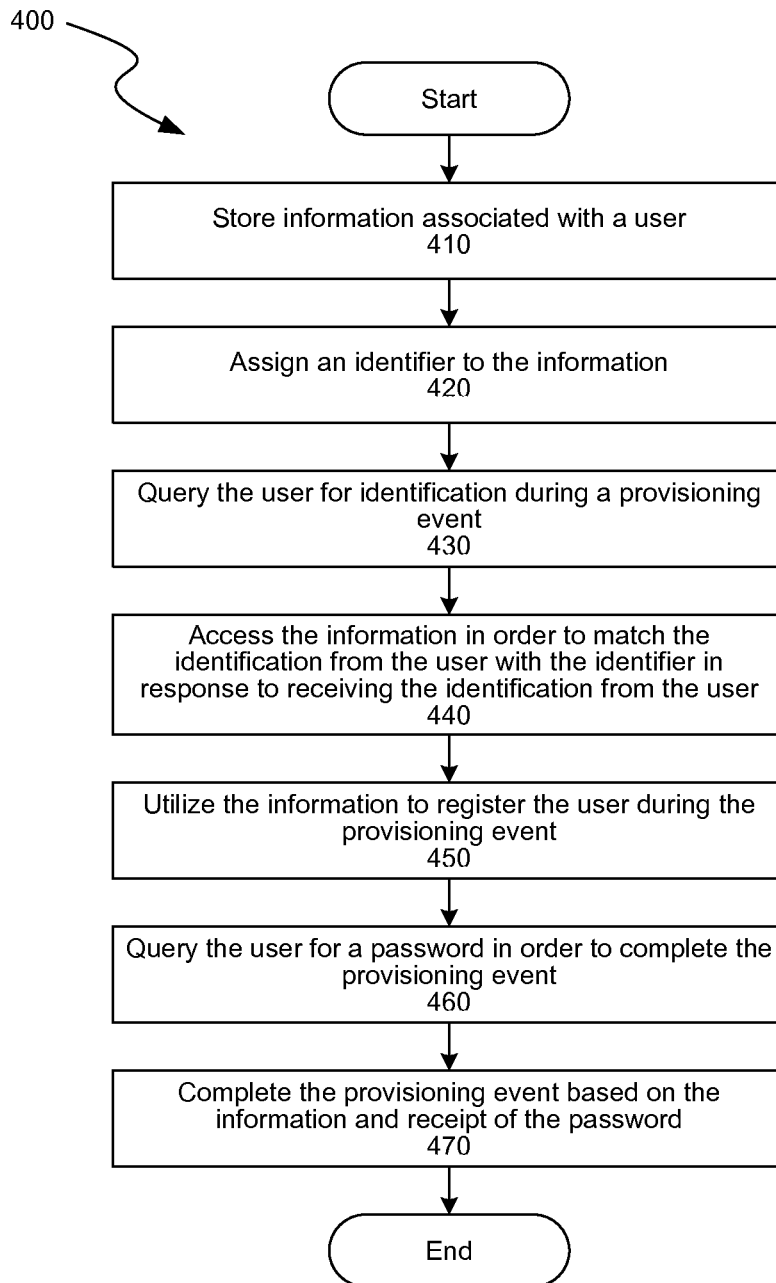 400
Start
Store information associated with a user
410
Assign an identifier to the information
420
Query the user for identification during a provisioning
event
430
Access the information in order to match the
identification from the user with the identifier in
response to receiving the identification from the user
440
Utilize the information to register the user during the
provisioning event
450
Query the user for a password in order to complete the
provisioning event
460
Complete the provisioning event based on the
information and receipt of the password
470
End